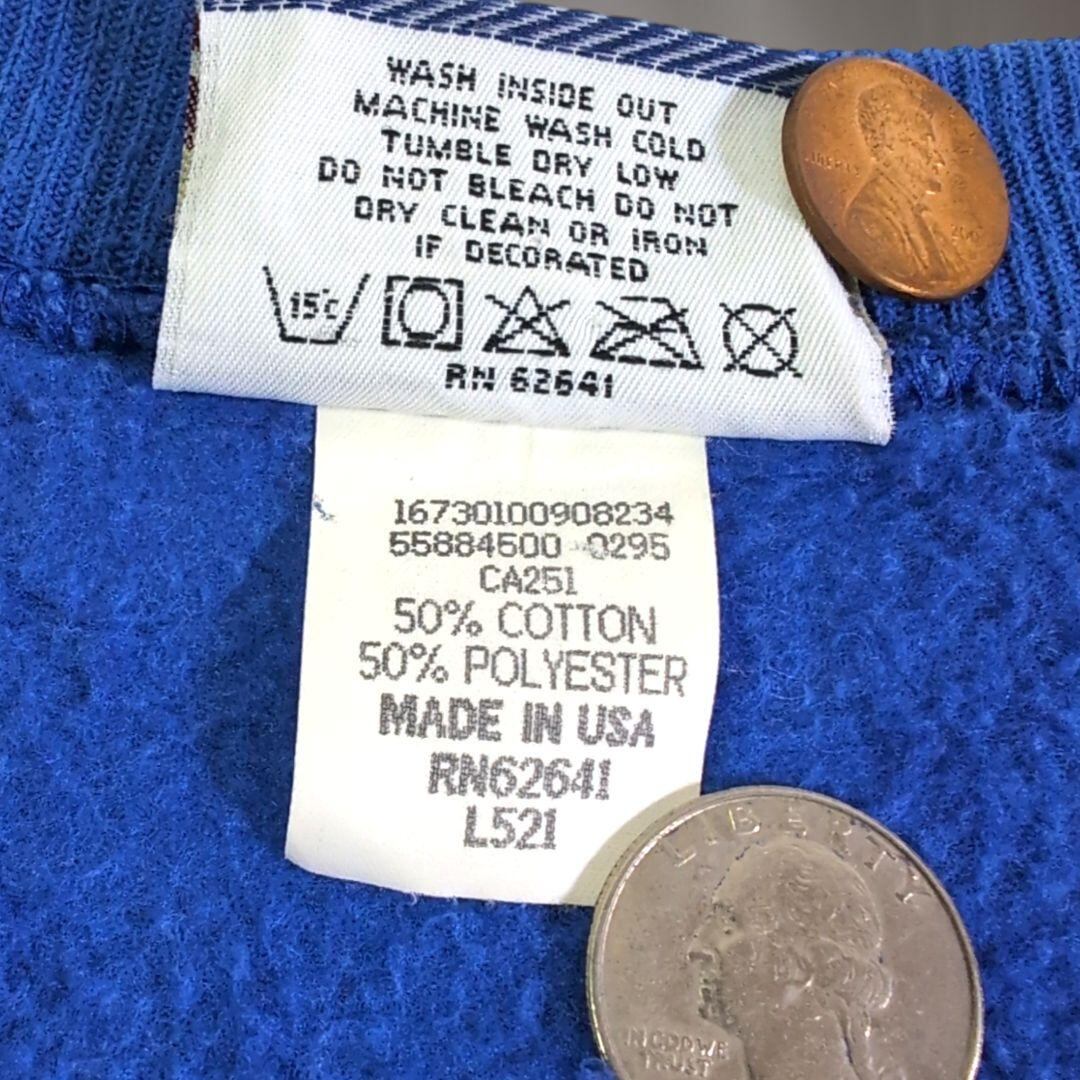 WASH INSIDE OUT
MACHINE WASH COLD
TUMBLE DRY LOW
DO NOT BLEACH DO NOT
DRY CLEAN OR IRON
IF DECORATED
15°C
RN 62641
LIBERTY
16730100908234
55884500 0295
CA251
50% COTTON
50% POLYESTER
MADE IN USA
RN62641
L521
LIBERTY
IN GOD WE
TRUST